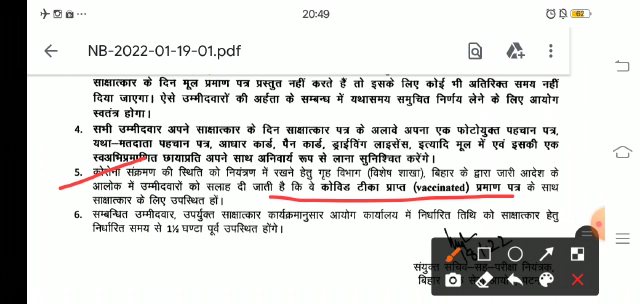 20:49
62
NB-2022-01-19-01.pdf
साक्षात्कार के दिन मूल प्रमाण पत्र प्रस्तुत नहीं करते हैं तो इसके लिए कोई भी अतिरिक्त समय नहीं
दिया जाएगा। ऐसे उम्मीदवारों की अर्हता के सम्बन्ध में यथासमय समुचित निर्णय लेने के लिए आयोग
स्वतंत्र होगा।
4. सभी उम्मीदवार अपने साक्षात्कार के दिन साक्षात्कार पत्र के अलावे अपना एक फोटोयुक्त पहचान पत्र,
यथा-मतदाता पहचान पत्र, आधार कार्ड, पैन कार्ड, ड्राईविंग लाइसेंस, इत्यादि मूल में एवं इसकी एक
स्वअभिप्रमाणित छायाप्रति अपने साथ अनिवार्य रूप से लाना सुनिश्चित करेंगे।
5. कोरोना संक्रमण की स्थिति को नियंत्रण में रखने हेतु गृह विभाग (विशेष शाखा), बिहार के द्वारा जारी आदेश के
आलोक में उम्मीदवारों को सलाह दी जाती है कि वे कोविड टीका प्राप्त (vaccinated) प्रमाण पत्र के साथ
साक्षात्कार के लिए उपस्थित हों।
6. सम्बन्धित उम्मीदवार, उपर्युक्त साक्षात्कार कार्यक्रमानुसार आयोग कार्यालय में निर्धारित तिथि को साक्षात्कार हेतु
निर्धारित समय से 1½ घण्टा पूर्व उपस्थित होंगे।
संयुक्त सचिव-सह-परीक्षा नियंत्रक,
बिहार